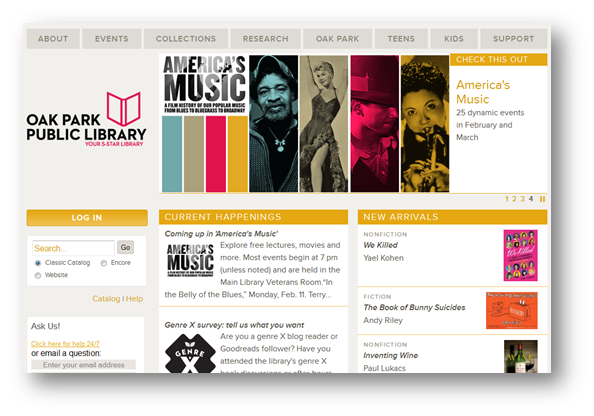 ABOUT
EVENTS
COLLECTIONS
RESEARCH
OAK PARK
TEENS
KIDS
SUPPORT
OAK PARK
PUBLIC LIBRARY
YOUR 5-STAR LIBRARY
AMERICA'S
MUSIC
A FILM HISTORY OF OUR POPULAR MUSIC
FROM BLUES TO BLUEGRASS TO BROADWAY
CHECK THIS OUT
America's
Music
25 dynamic events
in February and
March
1 2 3 4
LOG IN
Search...
Go
Classic Catalog
Encore
Website
Catalog | Help
Ask Us!
Click here for help 24/7
or email a question:
Enter your email address
CURRENT HAPPENINGS
Coming up in 'America's Music'
AMERICA'S
MUSIC
Explore free lectures, movies and
more. Most events begin at 7 pm
(unless noted) and are held in the
Main Library Veterans Room."In
the Belly of the Blues," Monday, Feb. 11. Terry...
Genre X survey: tell us what you want
GENRE
X
Are you a genre X blog reader or
Goodreads follower? Have you
attended the library's genre X
book discussions or after-hours
NEW ARRIVALS
NONFICTION
We Killed
Yael Kohen
FICTION
The Book of Bunny Suicides
Andy Riley
NONFICTION
Inventing Wine
Paul Lukacs